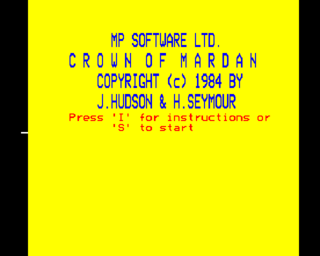 MP SOFTWARE LTD.
C R O W N  O F  M A R D A N
COPYRIGHT (c) 1984 BY
J.HUDSON & H.SEYMOUR
Press 'I' for instructions or
'S' to start